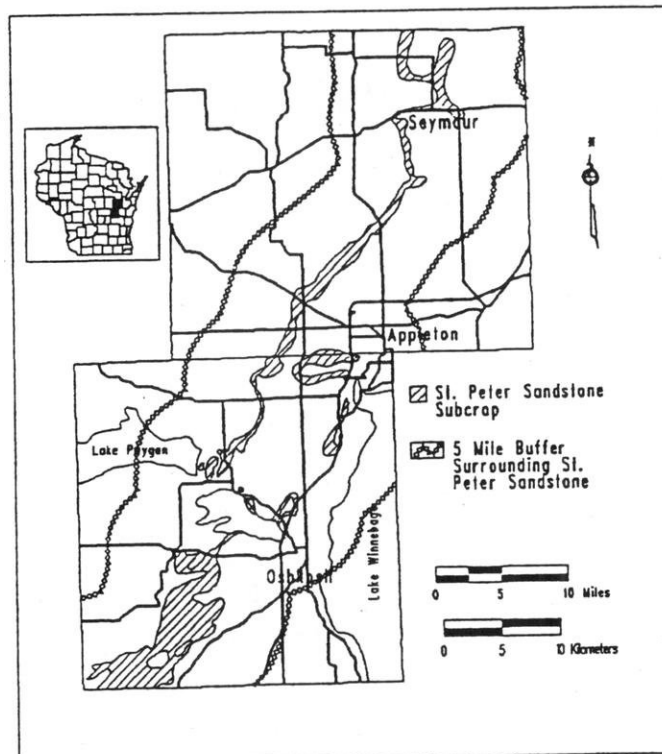 N
Seymour
Appleton
St. Peter Sandstone
Subcrop
Lake Poygan
5 Mile Buffer
Surrounding St.
Peter Sandstone
Oshkosh
Lake Winnebago
0 5 10 Miles
0 5 10 Kilometers